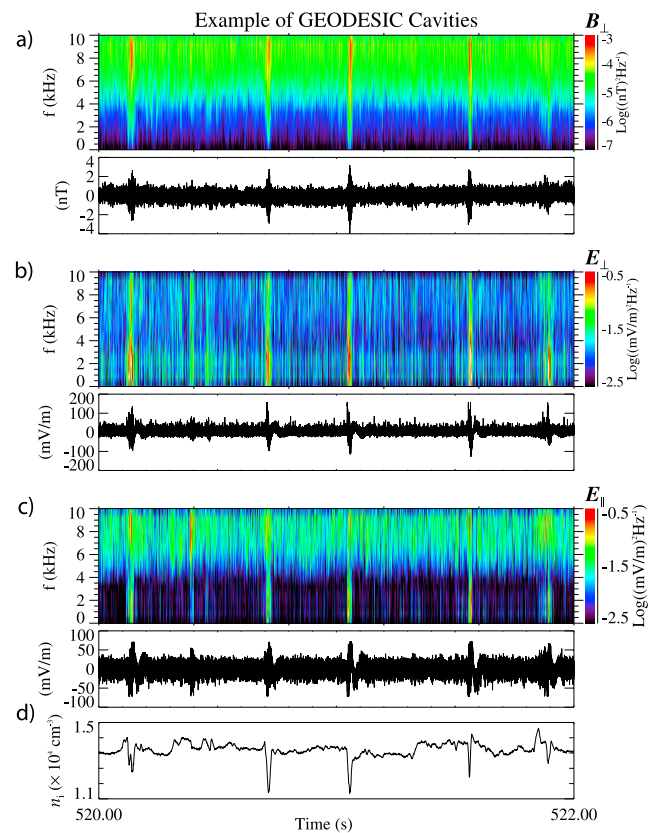 Example of GEODESIC Cavities
a)
B⊥
f (kHz)
10
8
6
4
2
0
-3
-4
-5
-6
-7
Log((nT)²Hz⁻¹)
(nT)
4
2
0
-2
-4
b)
E⊥
f (kHz)
10
8
6
4
2
0
-0.5
-1.5
-2.5
Log((mV/m)²Hz⁻¹)
(mV/m)
200
100
0
-100
-200
c)
E∥
f (kHz)
10
8
6
4
2
0
-0.5
-1.5
-2.5
Log((mV/m)²Hz⁻¹)
(mV/m)
100
50
0
-50
-100
d)
nᵢ (× 10⁴ cm⁻³)
1.5
1.1
520.00
Time (s)
522.00